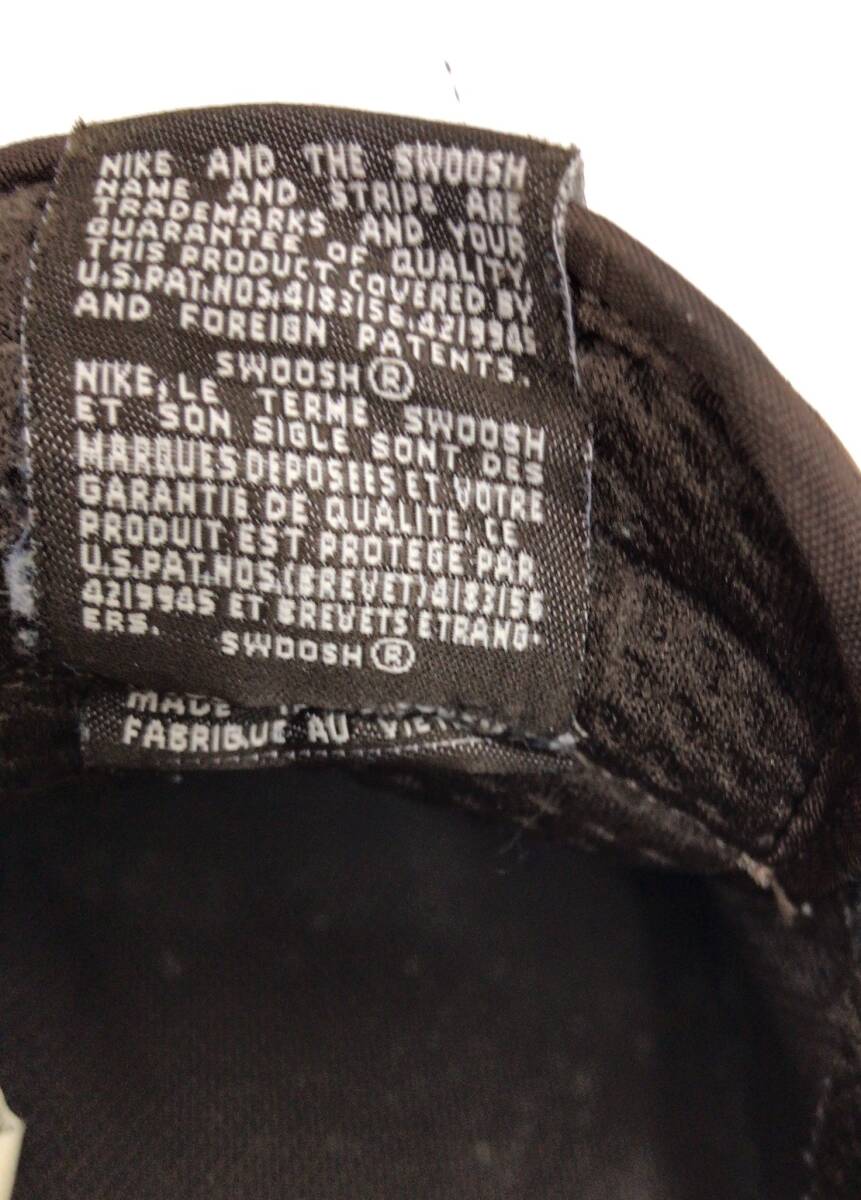 NIKE AND THE SWOOSH
NAME AND STRIPE ARE
TRADEMARKS AND YOUR
GUARANTEE OF QUALITY.
THIS PRODUCT COVERED BY
U.S.PAT.NOS.4183156.4219945
AND FOREIGN PATENTS.
SWOOSH®
NIKE, LE TERME SWOOSH
ET SON SIGLE SONT DES
MARQUES DEPOSEES ET VOTRE
GARANTIE DE QUALITE, CE
PRODUIT EST PROTEGE PAR
U.S.PAT.NOS.(BREVET)4183156
4219945 ET BREVETS ETRANG-
ERS.
SWOOSH®
MADE
FABRIQUE AU